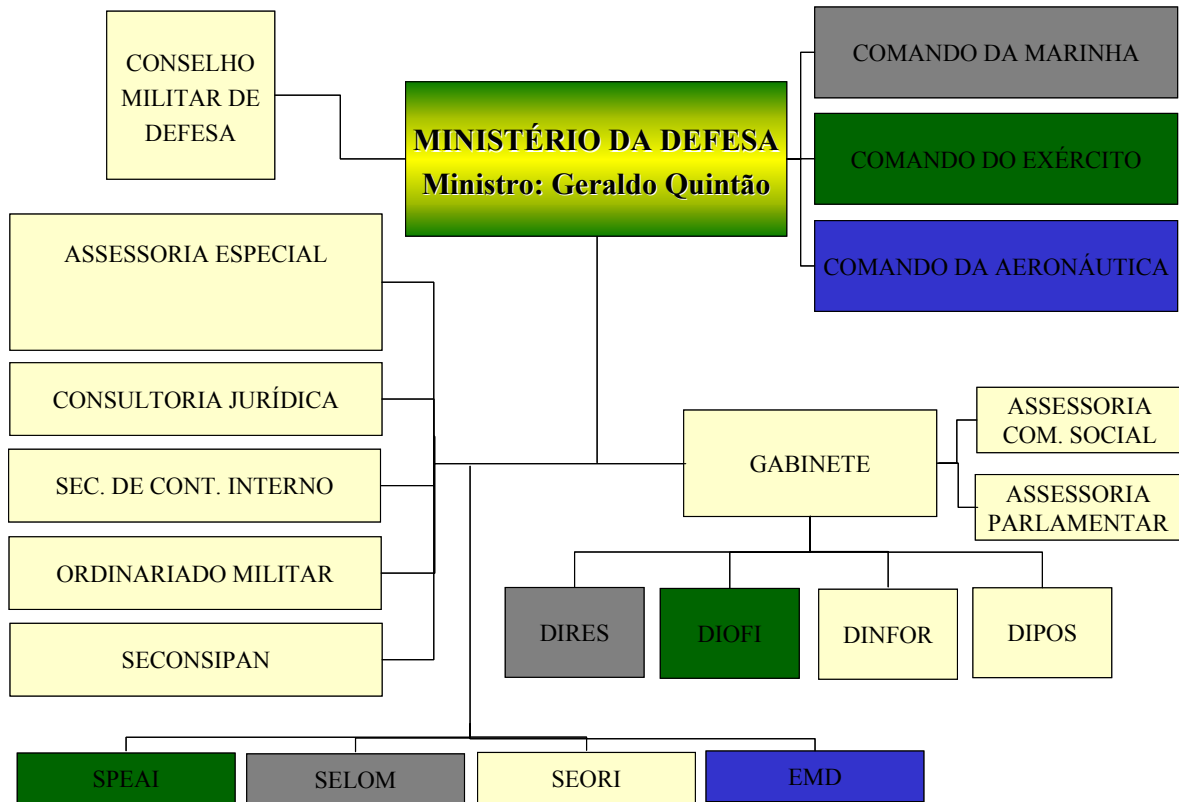 CONSELHO
MILITAR DE
DEFESA
MINISTÉRIO DA DEFESA
Ministro: Geraldo Quintão
COMANDO DA MARINHA
COMANDO DO EXÉRCITO
COMANDO DA AERONÁUTICA
ASSESSORIA ESPECIAL
CONSULTORIA JURÍDICA
SEC. DE CONT. INTERNO
ORDINARIADO MILITAR
SECONSIPAN
GABINETE
ASSESSORIA
COM. SOCIAL
ASSESSORIA
PARLAMENTAR
DIRES
DIOFI
DINFOR
DIPOS
SPEAI
SELOM
SEORI
EMD